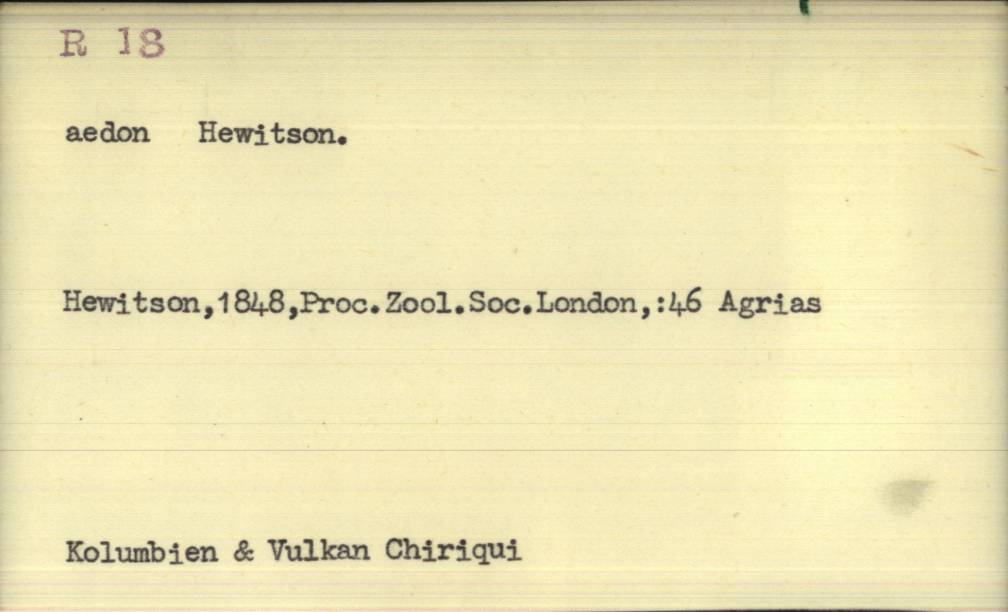 R 18
aedon Hewitson.
Hewitson,1848,Proc.Zool.Soc.London,:46 Agrias
Kolumbien & Vulkan Chiriqui